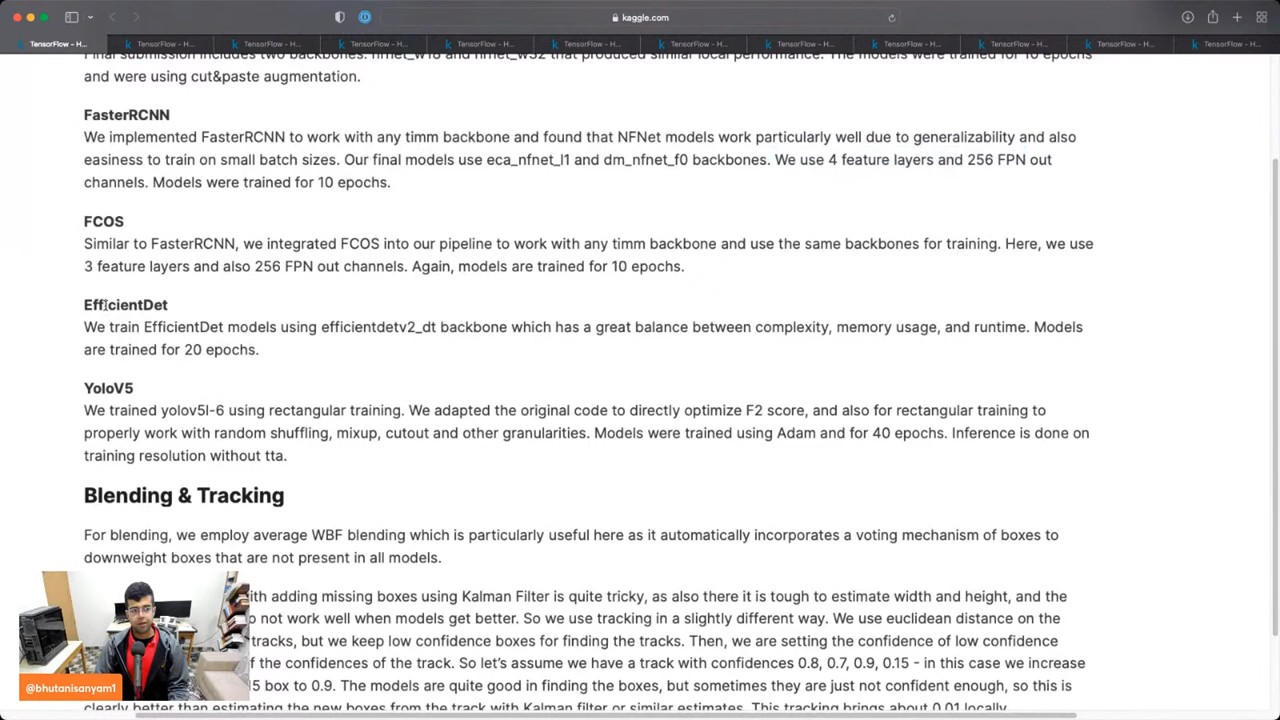 kaggle.com
TensorFlow - H...
TensorFlow - H...
TensorFlow - H...
TensorFlow - H...
TensorFlow - H...
TensorFlow - H...
TensorFlow - H...
TensorFlow - H...
TensorFlow - H...
TensorFlow - H...
TensorFlow - H...
TensorFlow - H...
Final submission includes two backbones: hrnet_w18 and hrnet_w32 that produced similar local performance. The models were trained for 10 epochs
and were using cut&paste augmentation.
FasterRCNN
We implemented FasterRCNN to work with any timm backbone and found that NFNet models work particularly well due to generalizability and also
easiness to train on small batch sizes. Our final models use eca_nfnet_l1 and dm_nfnet_f0 backbones. We use 4 feature layers and 256 FPN out
channels. Models were trained for 10 epochs.
FCOS
Similar to FasterRCNN, we integrated FCOS into our pipeline to work with any timm backbone and use the same backbones for training. Here, we use
3 feature layers and also 256 FPN out channels. Again, models are trained for 10 epochs.
EfficientDet
We train EfficientDet models using efficientdetv2_dt backbone which has a great balance between complexity, memory usage, and runtime. Models
are trained for 20 epochs.
YoloV5
We trained yolov5l-6 using rectangular training. We adapted the original code to directly optimize F2 score, and also for rectangular training to
properly work with random shuffling, mixup, cutout and other granularities. Models were trained using Adam and for 40 epochs. Inference is done on
training resolution without tta.
Blending & Tracking
For blending, we employ average WBF blending which is particularly useful here as it automatically incorporates a voting mechanism of boxes to
downweight boxes that are not present in all models.
ith adding missing boxes using Kalman Filter is quite tricky, as also there it is tough to estimate width and height, and the
o not work well when models get better. So we use tracking in a slightly different way. We use euclidean distance on the
tracks, but we keep low confidence boxes for finding the tracks. Then, we are setting the confidence of low confidence
f the confidences of the track. So let's assume we have a track with confidences 0.8, 0.7, 0.9, 0.15 - in this case we increase
5 box to 0.9. The models are quite good in finding the boxes, but sometimes they are just not confident enough, so this is
clearly better than estimating the new boxes from the track with Kalman filter or similar estimates. This tracking brings about 0.01 locally.
@bhutanisanyam1